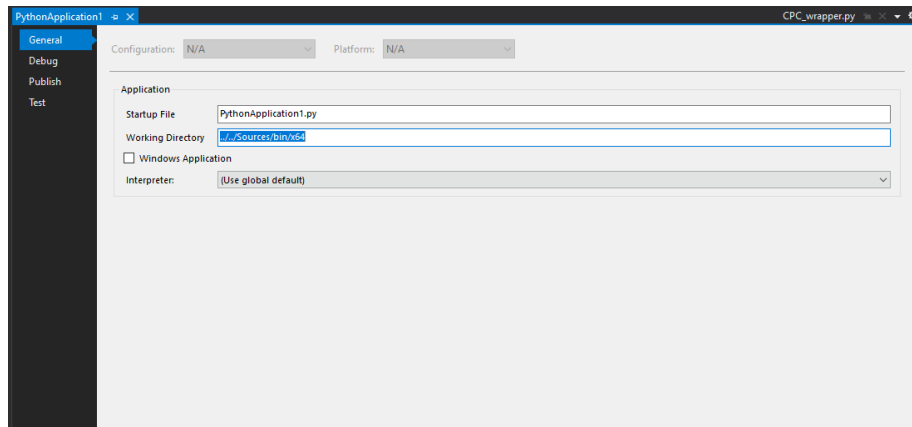 PythonApplication1
CPC_wrapper.py
General
Debug
Publish
Test
Configuration: N/A Platform: N/A
Application
Startup File PythonApplication1.py
Working Directory ../../Sources/bin/x64
Windows Application
Interpreter: (Use global default)